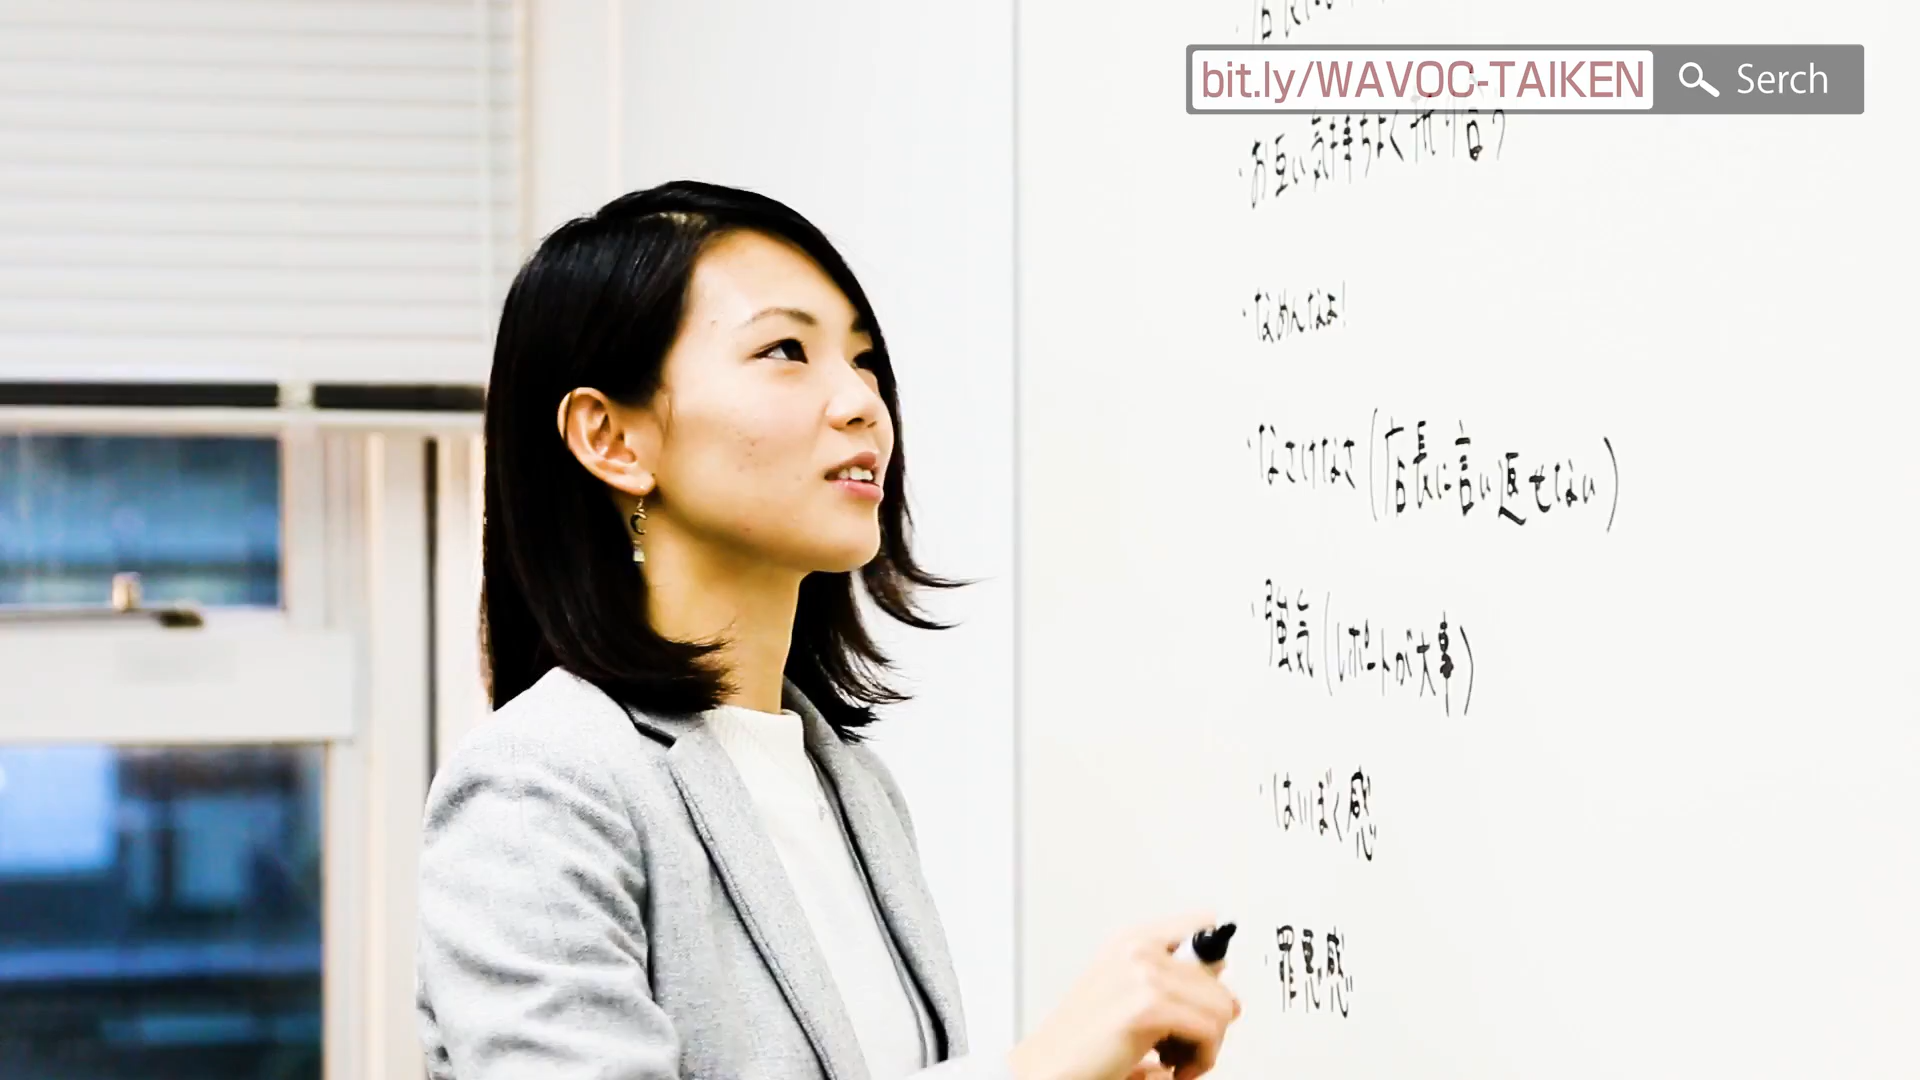 bit.ly/WAVOC-TAIKEN Serch
・お互い気持ちよく折り合う
・なめんなよ!
・なさけなさ(店長に言い返せない)
・強気(レポートが大事)
・はいぼく感
・罪悪感